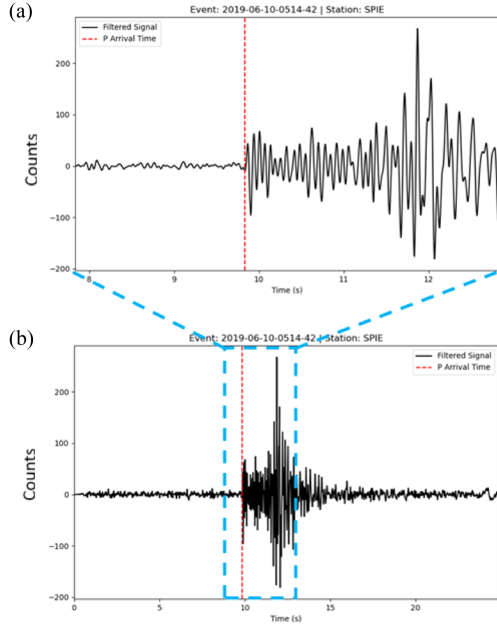 (a)
Event: 2019-06-10-0514-42 | Station: SPIE
Filtered Signal
P Arrival Time
Counts
200
100
0
−100
−200
8
9
10
11
12
Time (s)
(b)
Event: 2019-06-10-0514-42 | Station: SPIE
Filtered Signal
P Arrival Time
Counts
200
100
0
−100
−200
0
5
10
15
20
Time (s)